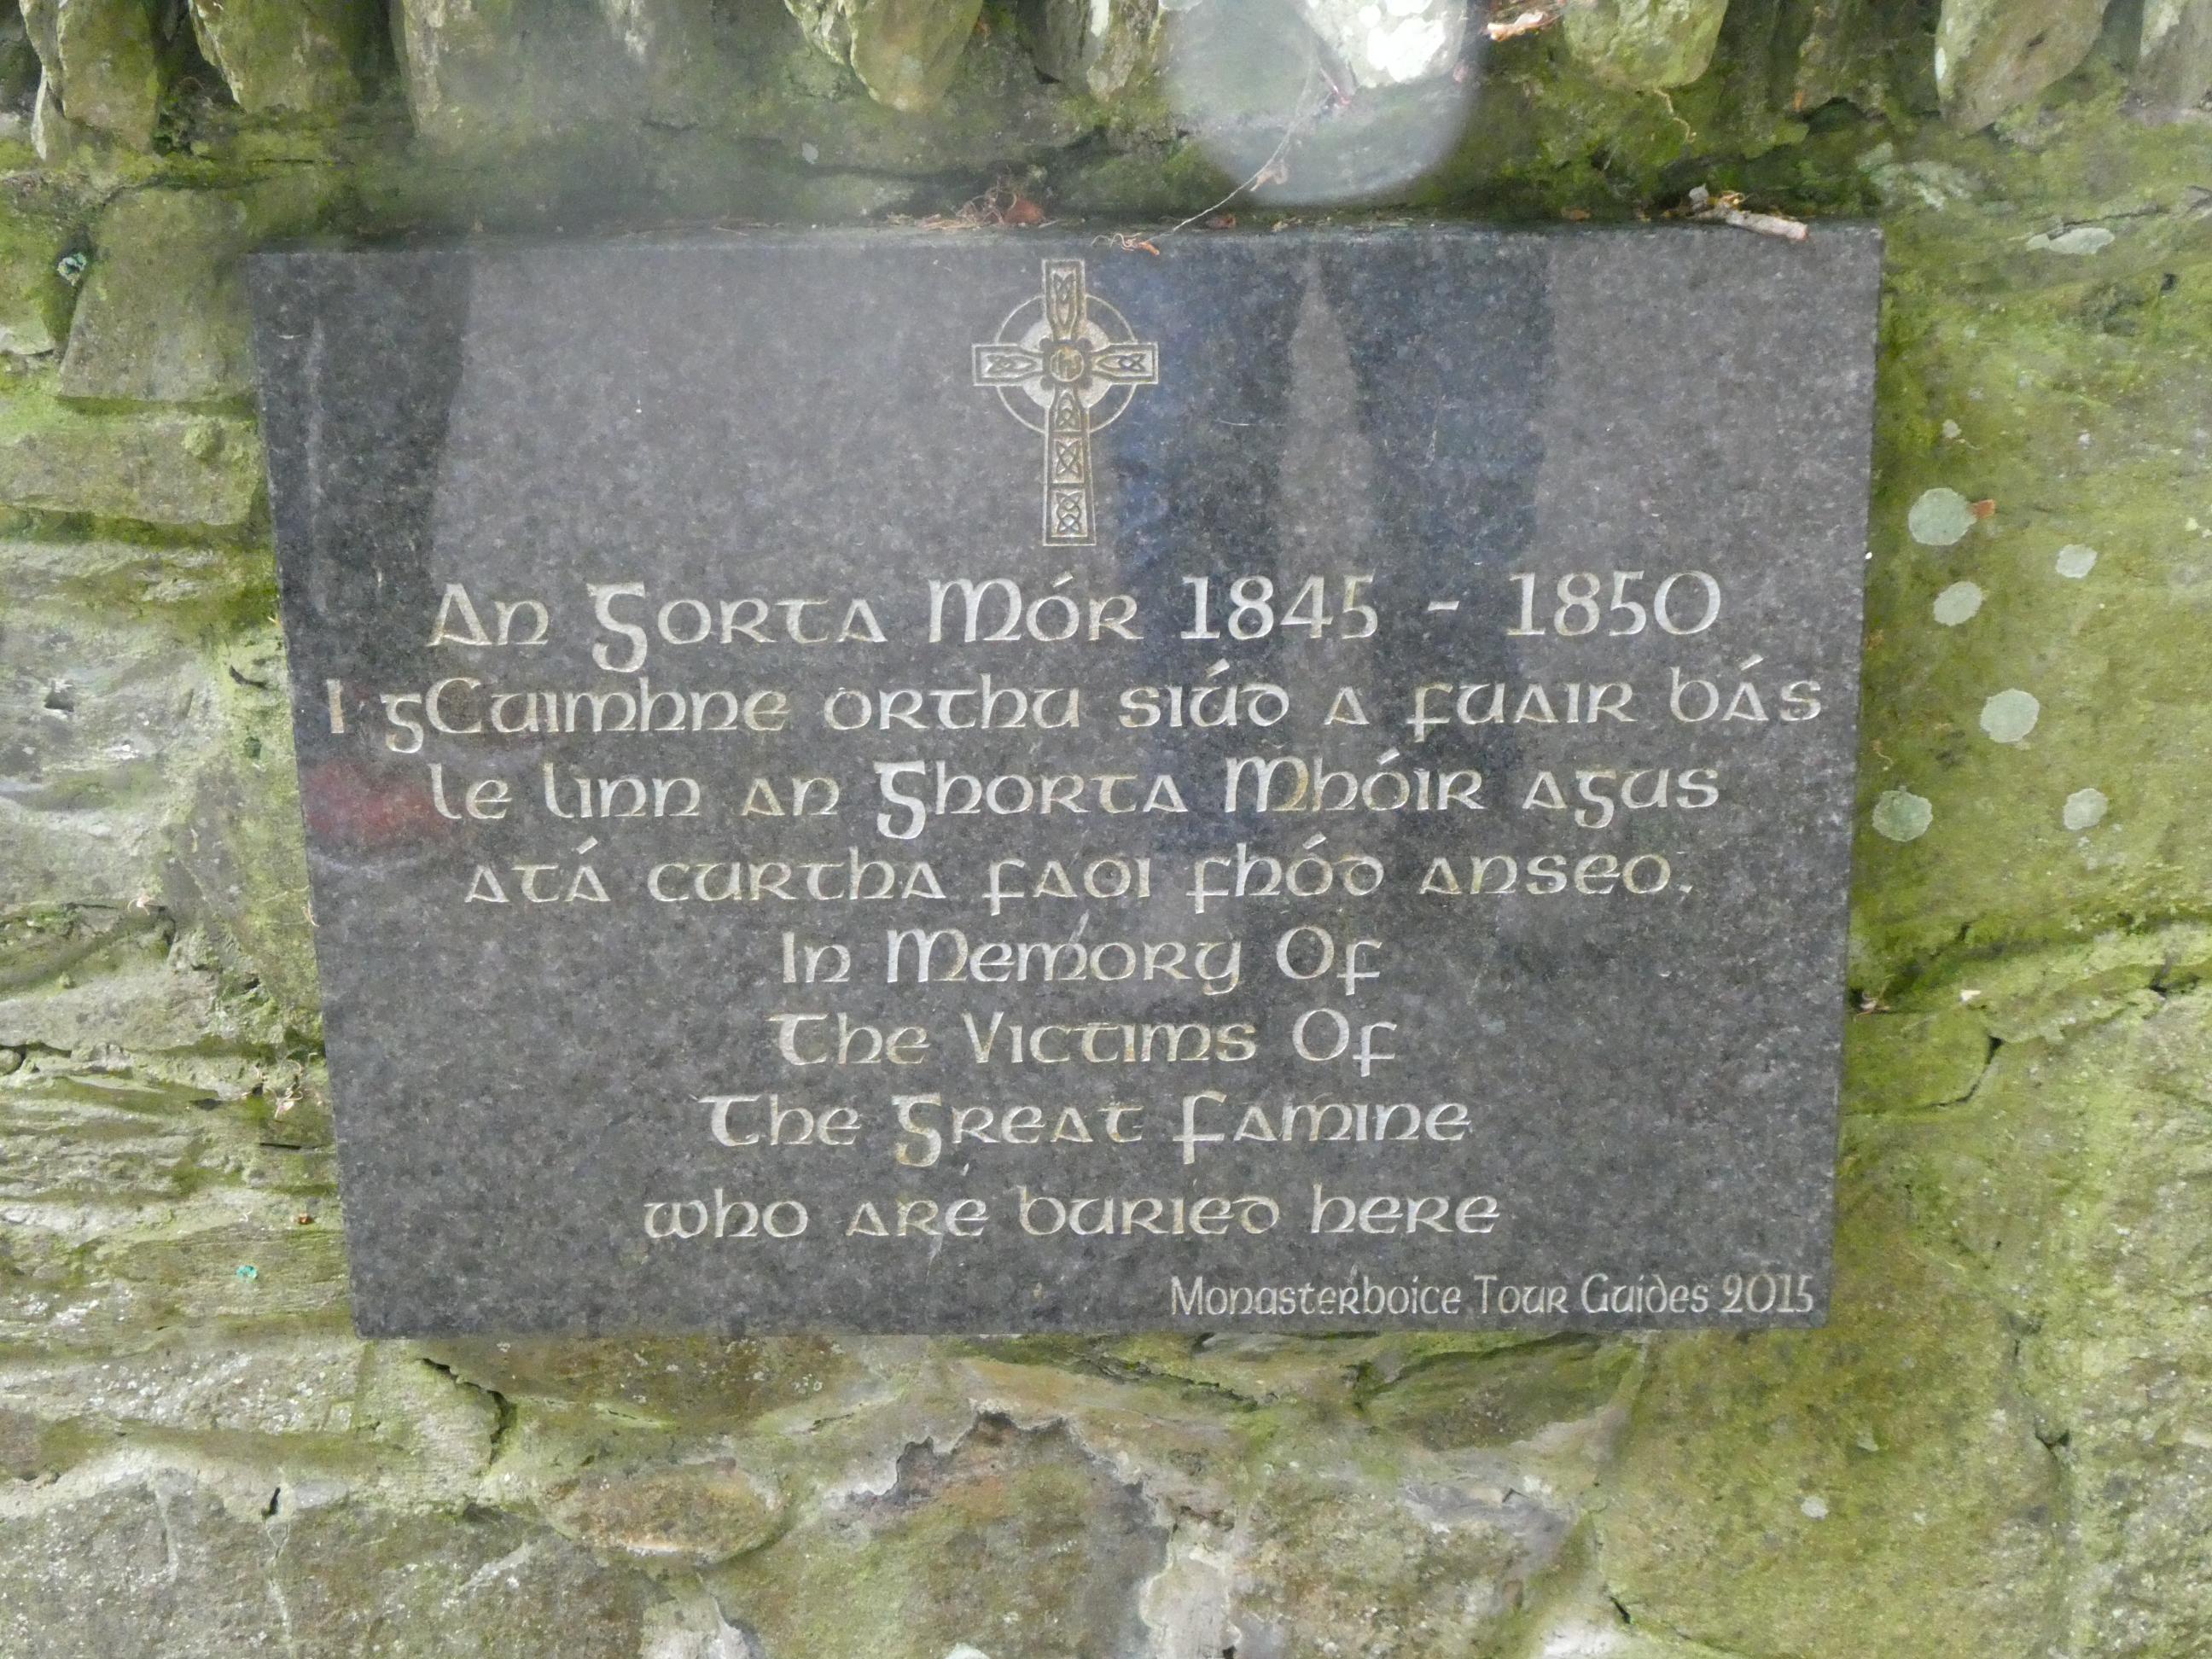 An Gorta Mór 1845 - 1850
I gCuimhne orthu siúd a fuair bás
le linn an Ghorta Mhóir agus
atá curtha faoi fhód anseo.
In Memory Of
The Victims Of
The Great Famine
who are buried here
Monasterboice Tour Guides 2015